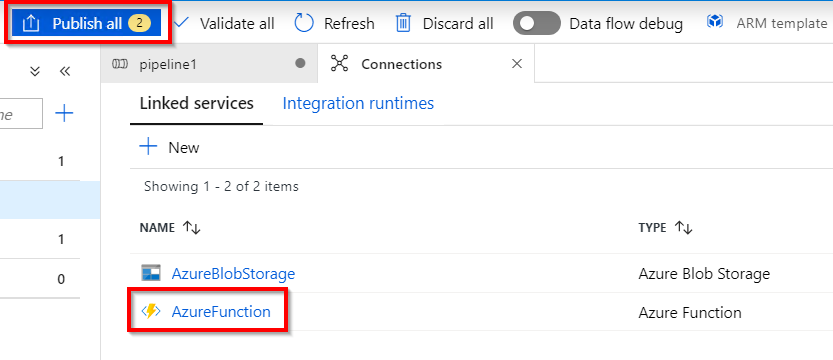 Publish all 2 Validate all Refresh Discard all Data flow debug ARM template
pipeline1 Connections
me Linked services Integration runtimes
New
1
Showing 1 - 2 of 2 items
NAME TYPE
1
AzureBlobStorage Azure Blob Storage
0
AzureFunction Azure Function